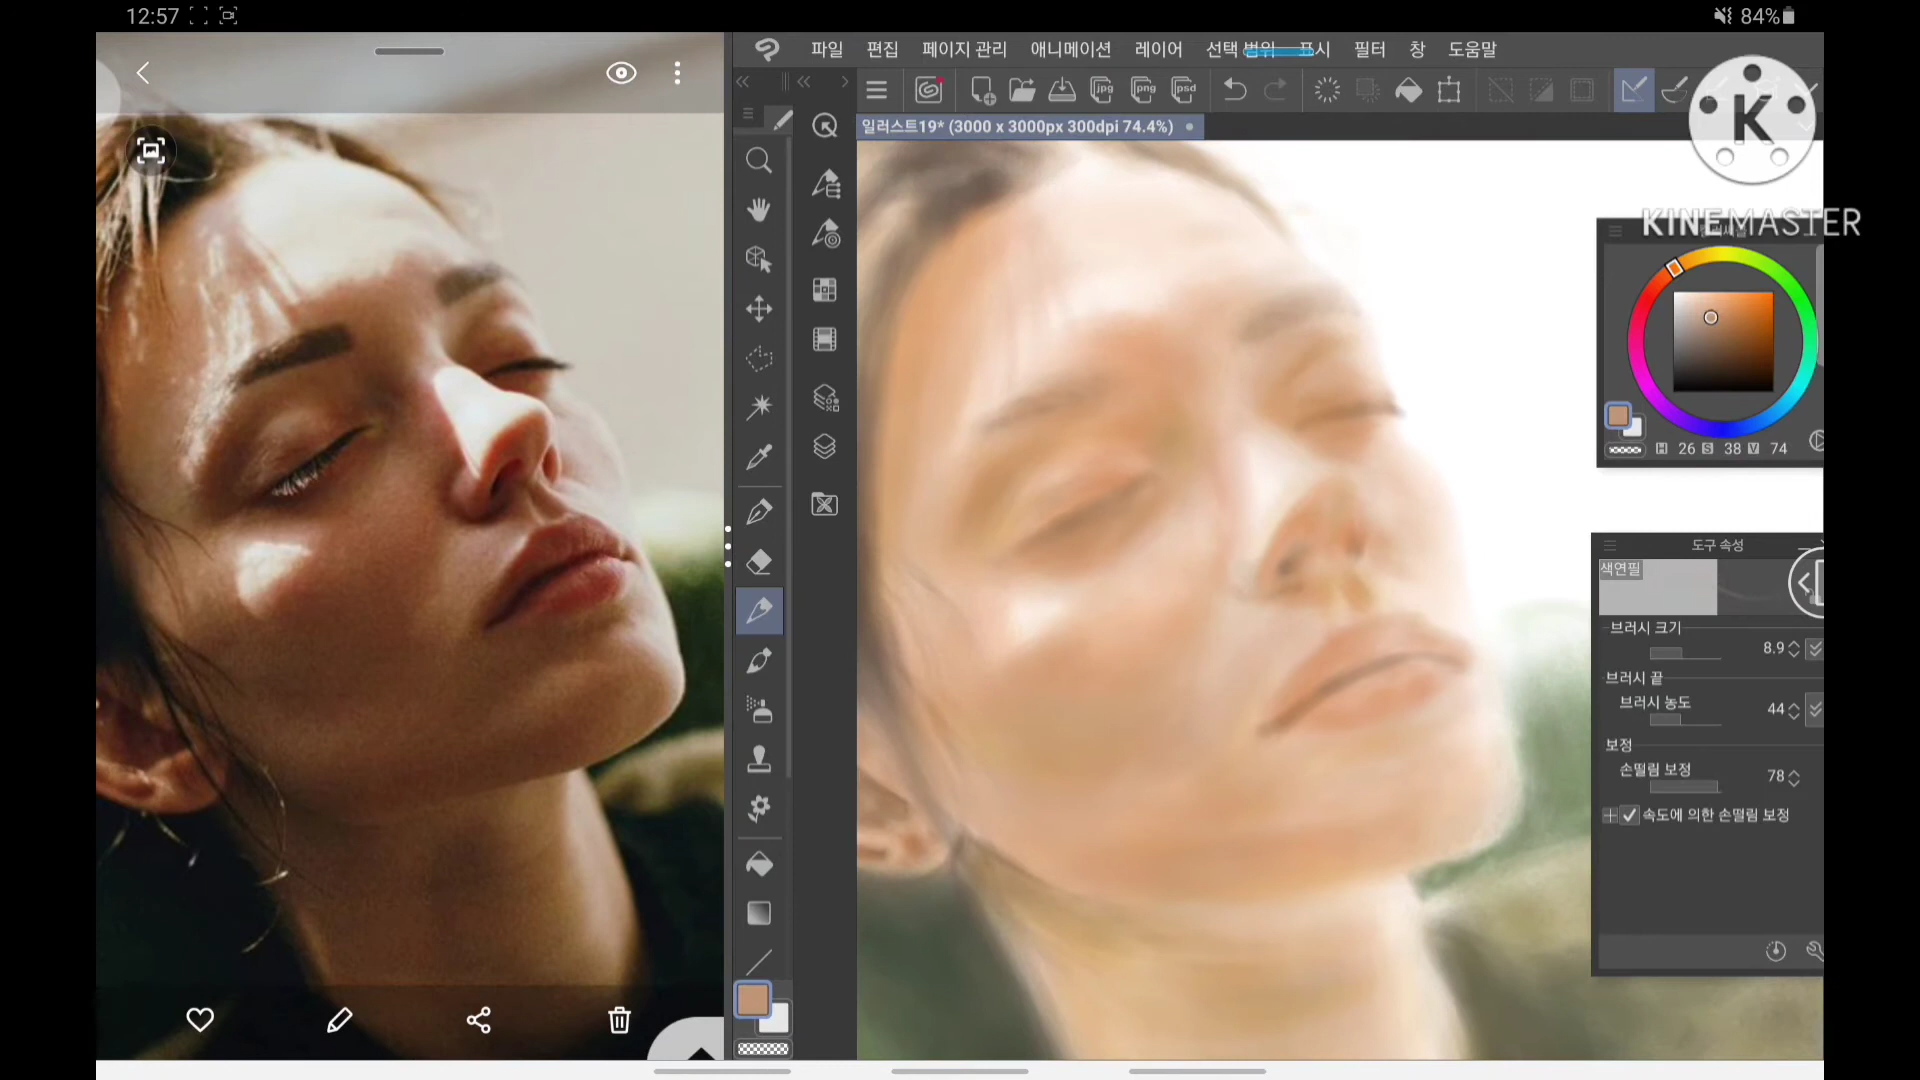 12:57
84%
파일 편집 페이지 관리 애니메이션 레이어 선택 범위 표시 필터 창 도움말
jpg png psd
일러스트19* (3000 x 3000px 300dpi 74.4%)
K
KINEMASTER
H 26 S 38 V 74
도구 속성
색연필
브러시 크기
8.9
브러시 끝
브러시 농도
44
보정
손떨림 보정
78
속도에 의한 손떨림 보정